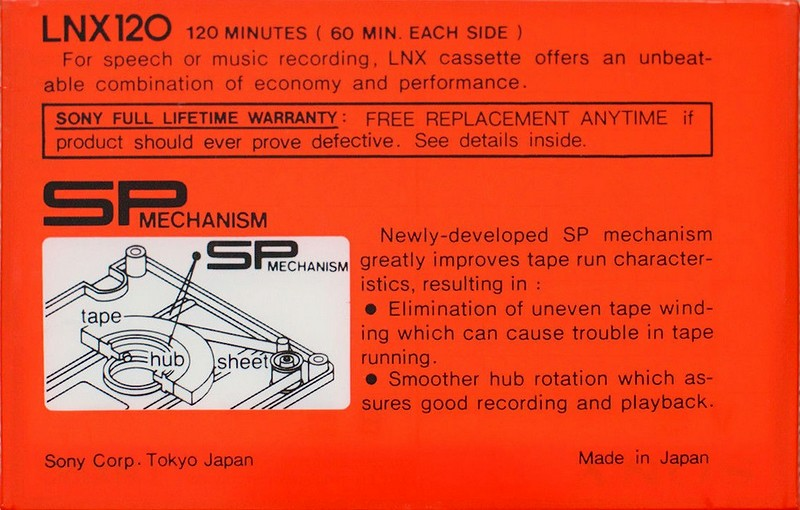 LNX120 120 MINUTES ( 60 MIN. EACH SIDE )
For speech or music recording, LNX cassette offers an unbeat-
able combination of economy and performance.
SONY FULL LIFETIME WARRANTY: FREE REPLACEMENT ANYTIME if
product should ever prove defective. See details inside.
SP MECHANISM
SP MECHANISM
tape
hub
sheet
Newly-developed SP mechanism
greatly improves tape run character-
istics, resulting in :
● Elimination of uneven tape wind-
ing which can cause trouble in tape
running.
● Smoother hub rotation which as-
sures good recording and playback.
Sony Corp. Tokyo Japan
Made in Japan